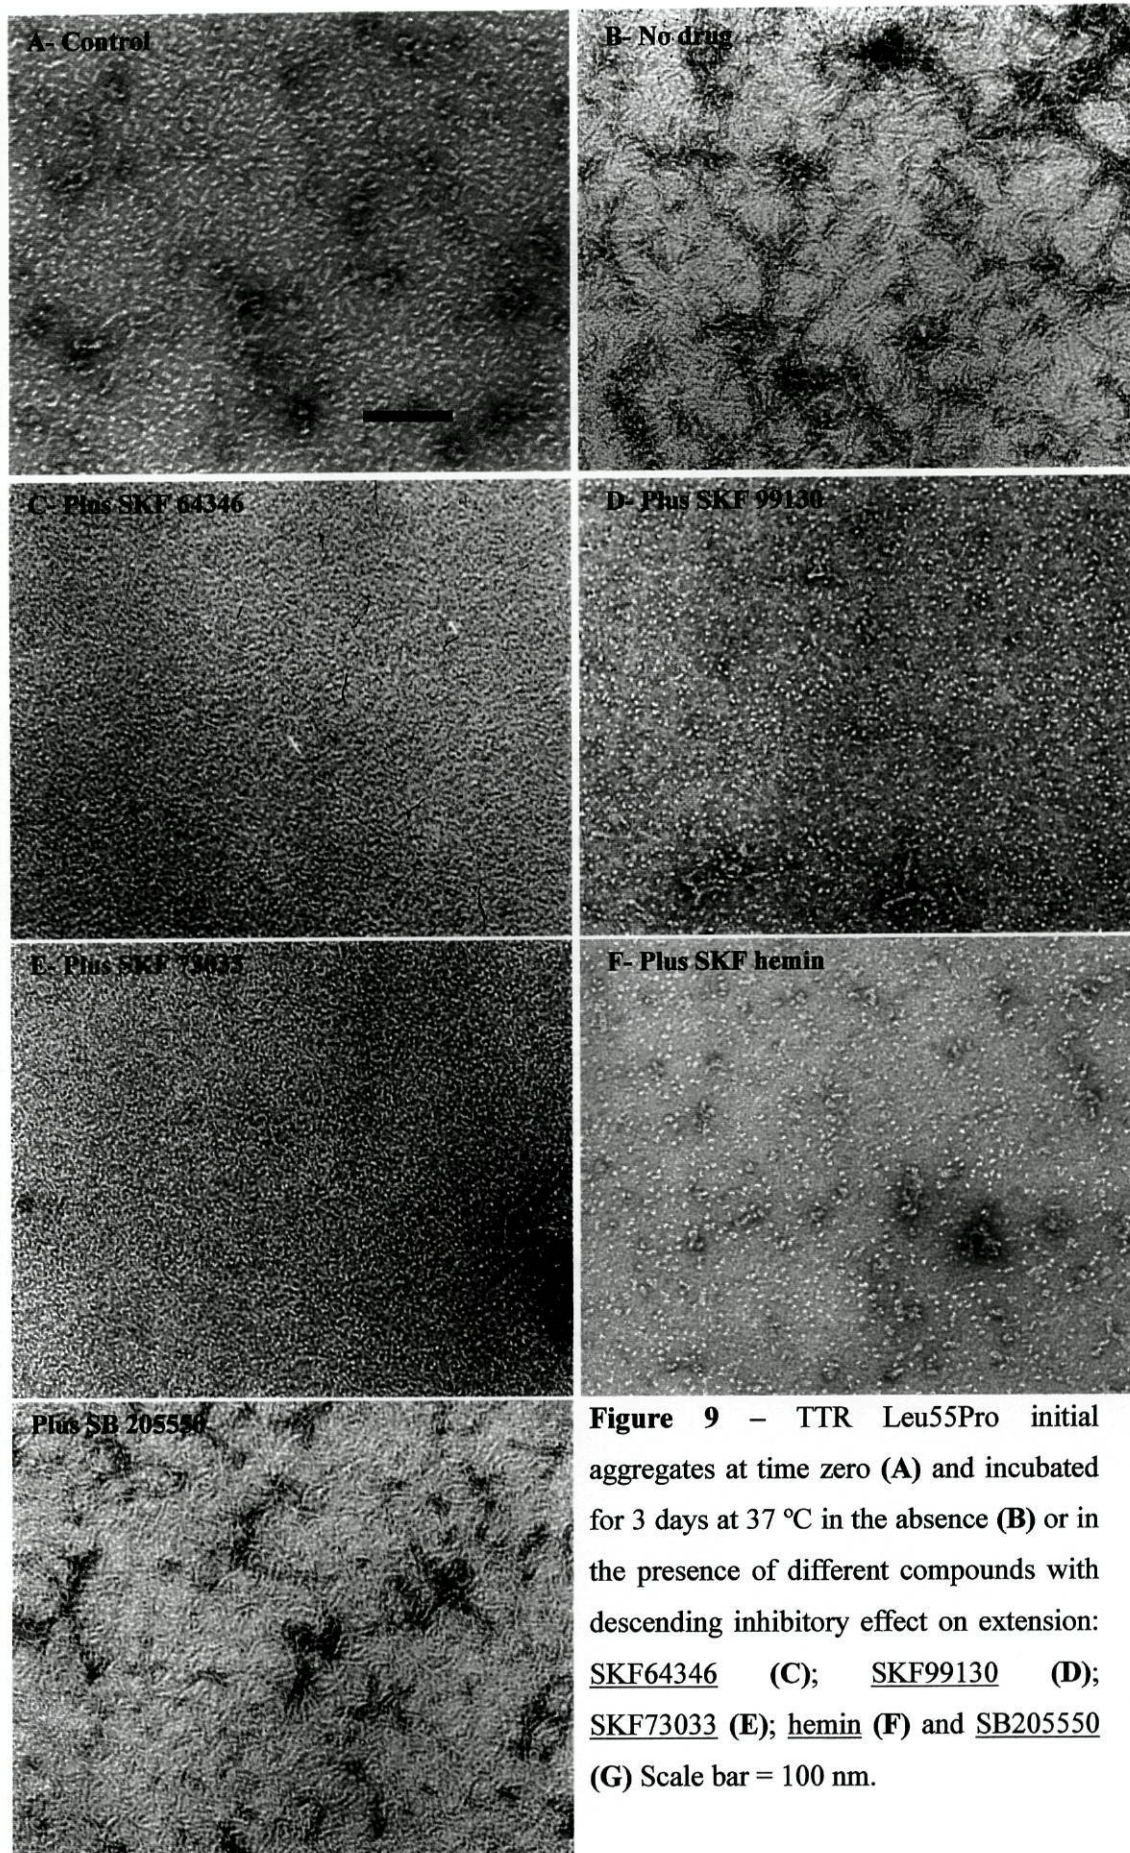 A- Control
B- No drug
C- Plus SKF 64346
D- Plus SKF 99130
E- Plus SKF 73033
F- Plus SKF hemin
Plus SB 205550
Figure 9 – TTR Leu55Pro initial
aggregates at time zero (A) and incubated
for 3 days at 37 ºC in the absence (B) or in
the presence of different compounds with
descending inhibitory effect on extension:
SKF64346 (C); SKF99130 (D);
SKF73033 (E); hemin (F) and SB205550
(G) Scale bar = 100 nm.